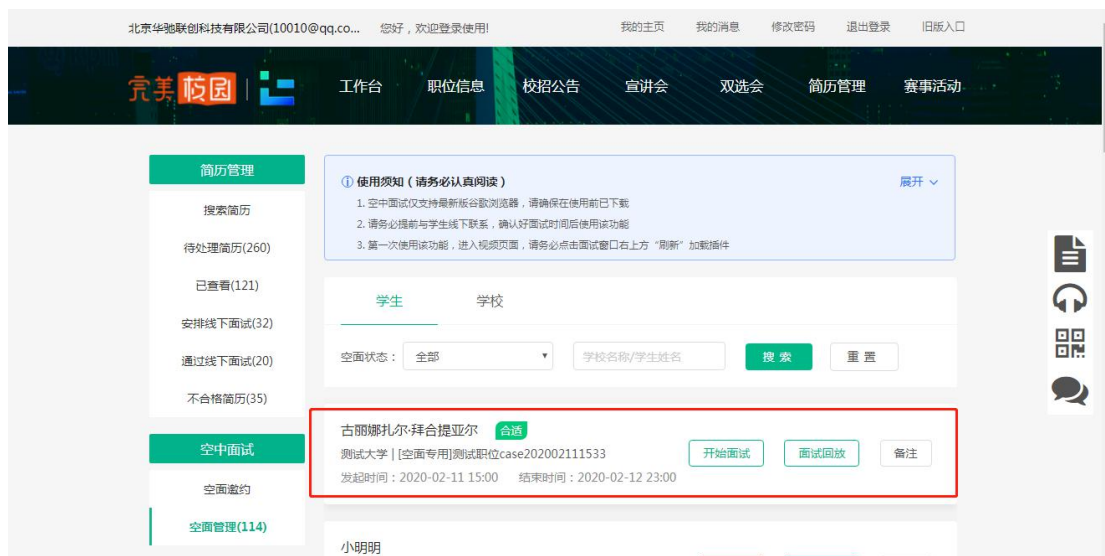 北京华驰联创科技有限公司(10010@qq.co... 您好，欢迎登录使用! 我的主页 我的消息 修改密码 退出登录 旧版入口
完美校园 工作台 职位信息 校招公告 宣讲会 双选会 简历管理 赛事活动
简历管理
搜索简历
待处理简历(260)
已查看(121)
安排线下面试(32)
通过线下面试(20)
不合格简历(35)
空中面试
空面邀约
空面管理(114)
使用须知（请务必认真阅读） 展开
1. 空中面试仅支持最新版谷歌浏览器，请确保在使用前已下载
2. 请务必提前与学生线下联系，确认好面试时间后使用该功能
3. 第一次使用该功能，进入视频页面，请务必点击面试窗口右上方“刷新”加载插件
学生 学校
空面状态： 全部 学校名称/学生姓名 搜 索 重 置
古丽娜扎尔·拜合提亚尔 合适
测试大学 | [空面专用]测试职位case202002111533 开始面试 面试回放 备注
发起时间：2020-02-11 15:00 结束时间：2020-02-12 23:00
小明明